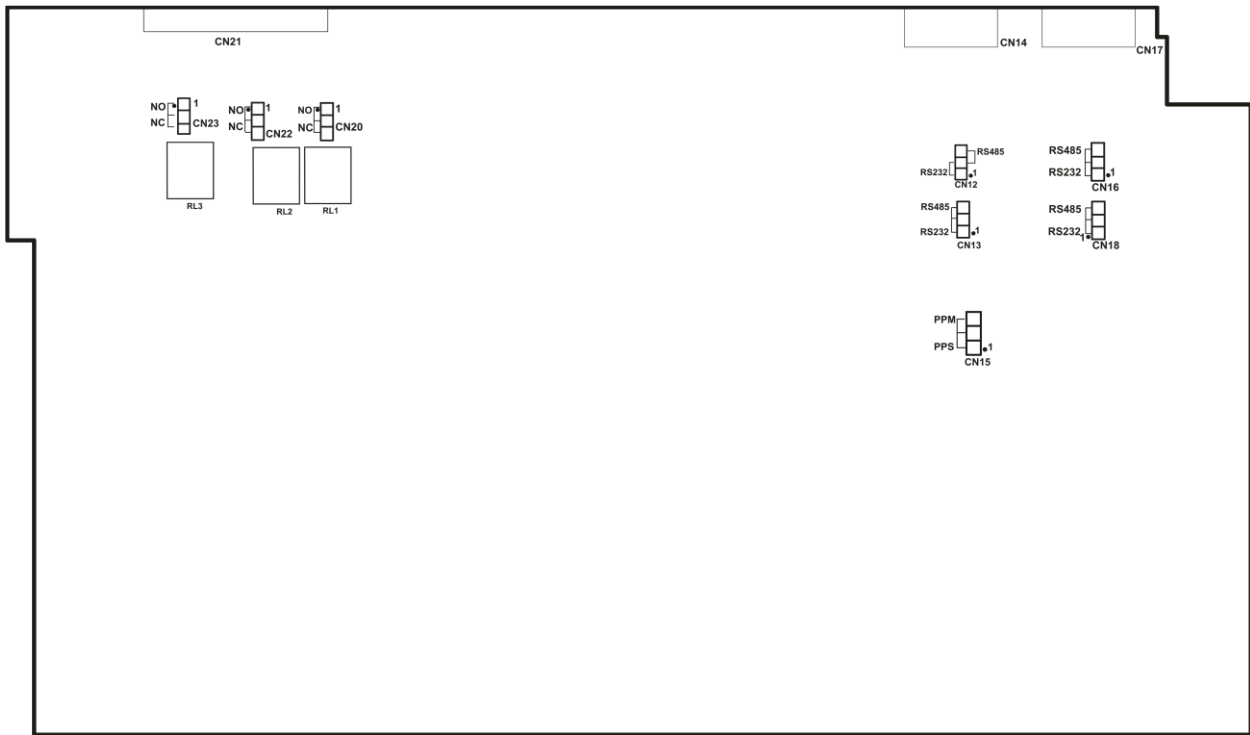 CN21
CN14
CN17
NO 1
NC CN23
NO 1
NC CN22
NO 1
NC CN20
RL3
RL2
RL1
RS485
RS232 1
CN12
RS485
RS232 1
CN16
RS485
RS232 1
CN13
RS485
RS232 1
CN18
PPM
PPS 1
CN15